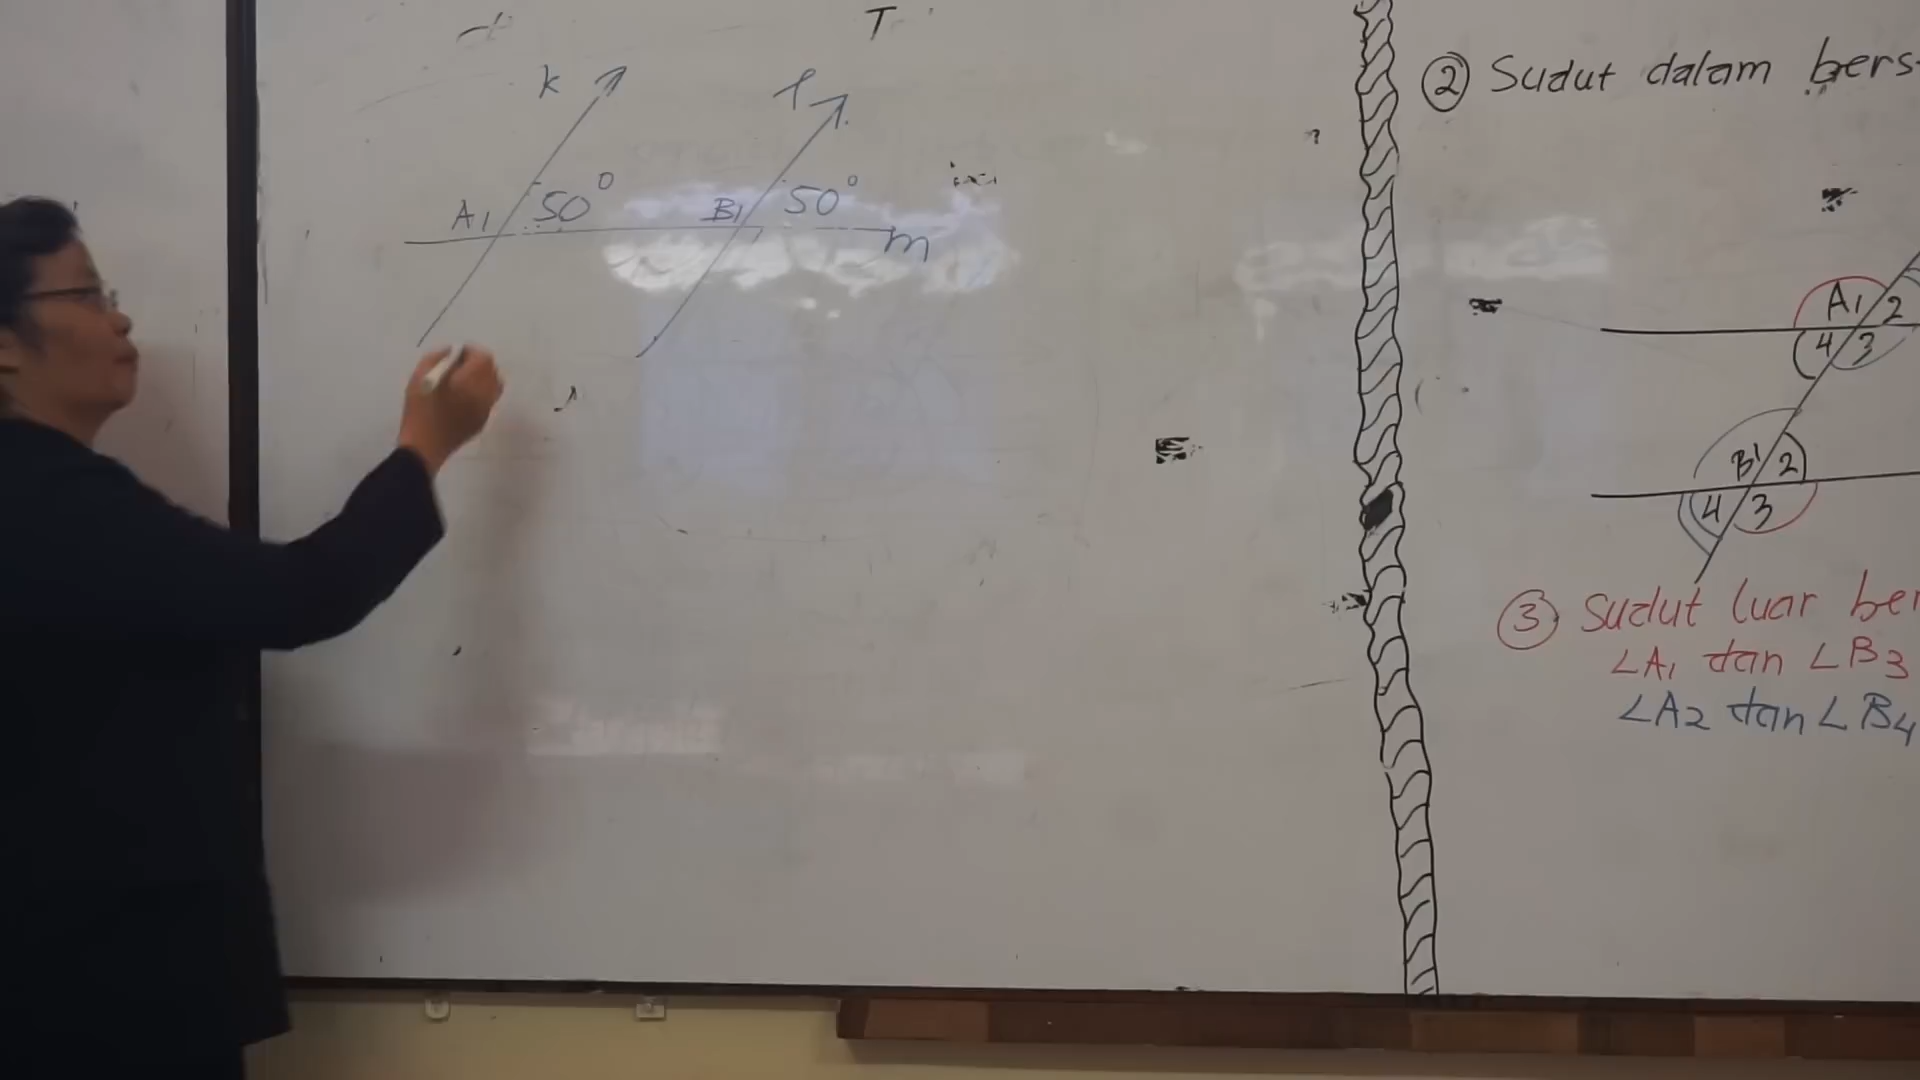 T
k
l
A1 50°
B1 50°
m
② Sudut dalam bers
A1 2
4 3
B1 2
4 3
③ Sudut luar ber
∠A1 dan ∠B3
∠A2 dan ∠B4